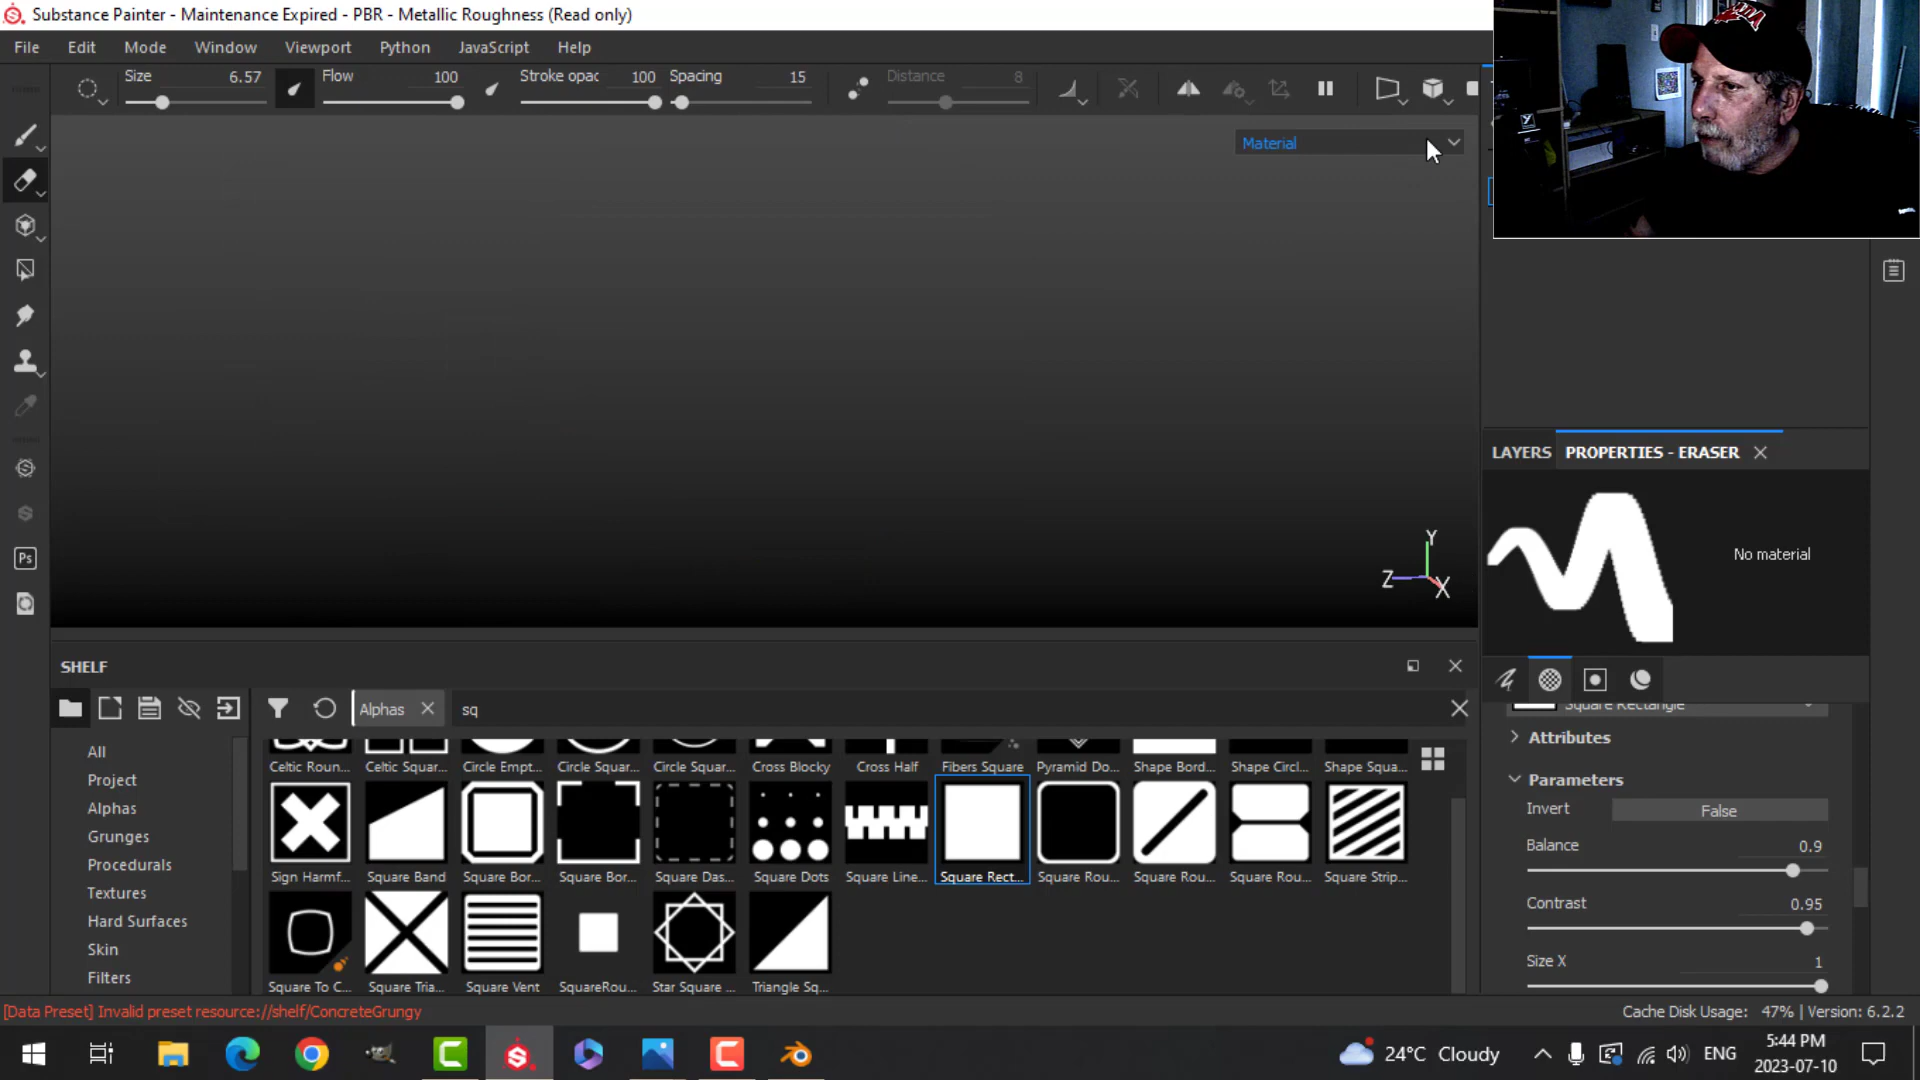 Substance Painter - Maintenance Expired - PBR - Metallic Roughness (Read only)
File Edit Mode Window Viewport Python JavaScript Help
Size 6.57 Flow 100 Stroke opac 100 Spacing 15 Distance 8
Material
LAYERS PROPERTIES - ERASER
No material
Y
Z X
Ps
SHELF
Alphas sq
Square Rectangle
All
Project
Alphas
Grunges
Procedurals
Textures
Hard Surfaces
Skin
Filters
Celtic Roun... Celtic Squar... Circle Empt... Circle Squar... Circle Squar... Cross Blocky Cross Half Fibers Square Pyramid Do... Shape Bord... Shape Circl... Shape Squa...
Sign Harmf... Square Band Square Bor... Square Bor... Square Das... Square Dots Square Line... Square Rect... Square Rou... Square Rou... Square Rou... Square Strip...
Square To C... Square Tria... Square Vent SquareRou... Star Square ... Triangle Sq...
Attributes
Parameters
Invert False
Balance 0.9
Contrast 0.95
Size X 1
[Data Preset] Invalid preset resource://shelf/ConcreteGrungy
Cache Disk Usage: 47% | Version: 6.2.2
24°C Cloudy
ENG
5:44 PM
2023-07-10